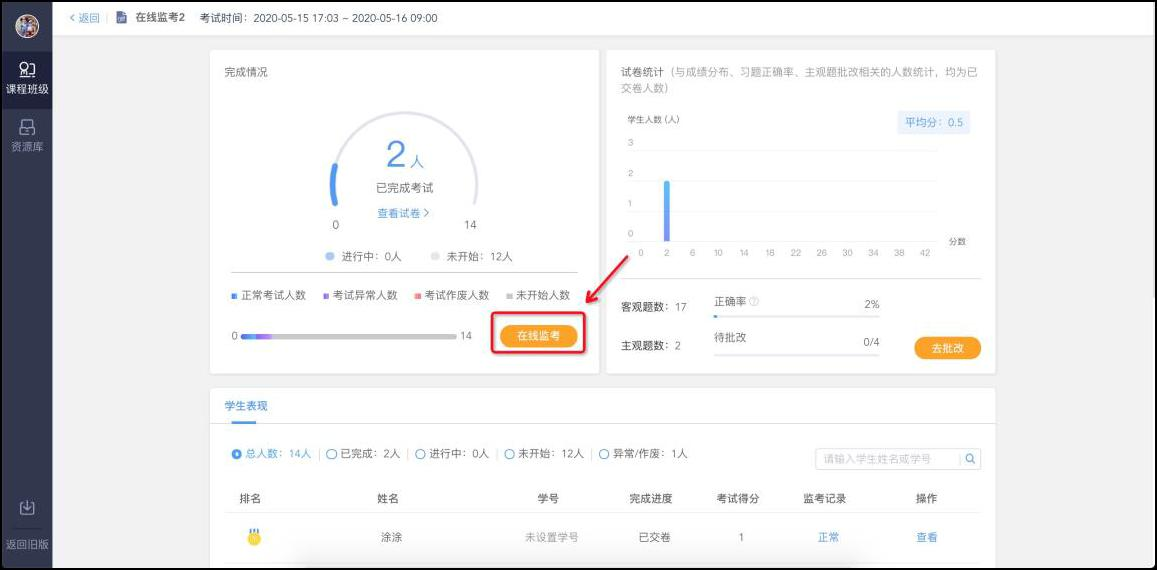 返回
在线监考2 考试时间：2020-05-15 17:03 ~ 2020-05-16 09:00
课程班级
资源库
返回旧版
完成情况
2人
已完成考试
查看试卷
0 14
进行中：0人 未开始：12人
正常考试人数 考试异常人数 考试作废人数 未开始人数
0 14
在线监考
试卷统计（与成绩分布、习题正确率、主观题批改相关的人数统计，均为已
交卷人数）
学生人数 (人)
平均分：0.5
3
2
1
0
0 2 6 10 14 18 22 26 30 34 38 42
分数
客观题数：17 正确率 2%
主观题数：2 待批改 0/4
去批改
学生表现
总人数：14人 已完成：2人 进行中：0人 未开始：12人 异常/作废：1人
请输入学生姓名或学号
排名 姓名 学号 完成进度 考试得分 监考记录 操作
涂涂 未设置学号 已交卷 1 正常 查看